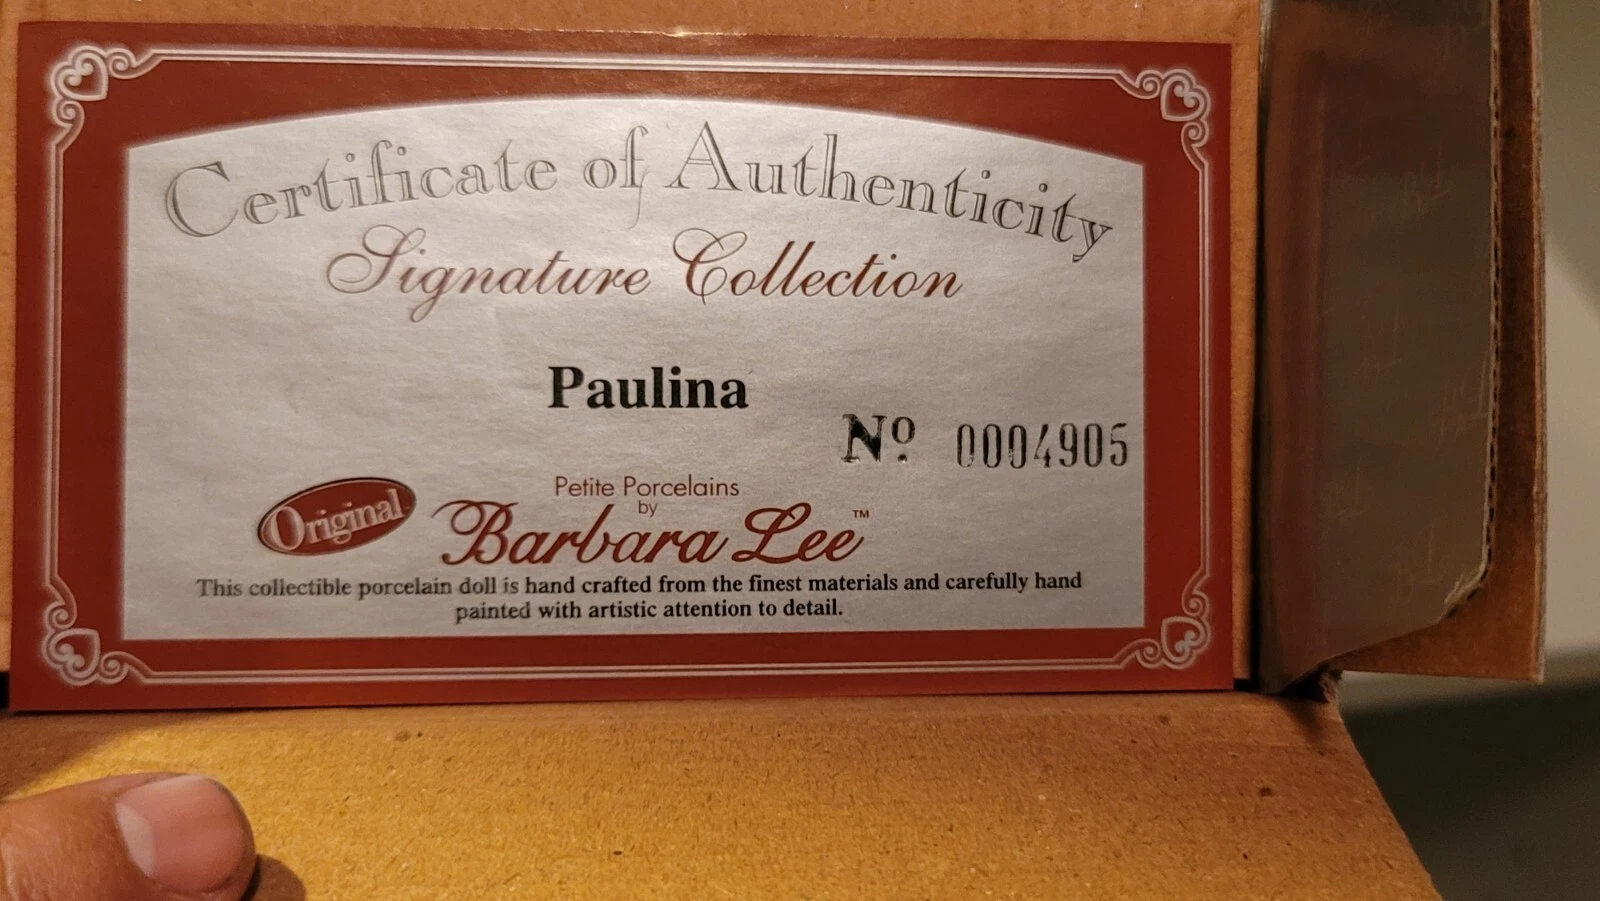 Certificate of Authenticity
Signature Collection
Paulina
Nº 0004905
Original
Petite Porcelains
by
Barbara Lee™
This collectible porcelain doll is hand crafted from the finest materials and carefully hand
painted with artistic attention to detail.